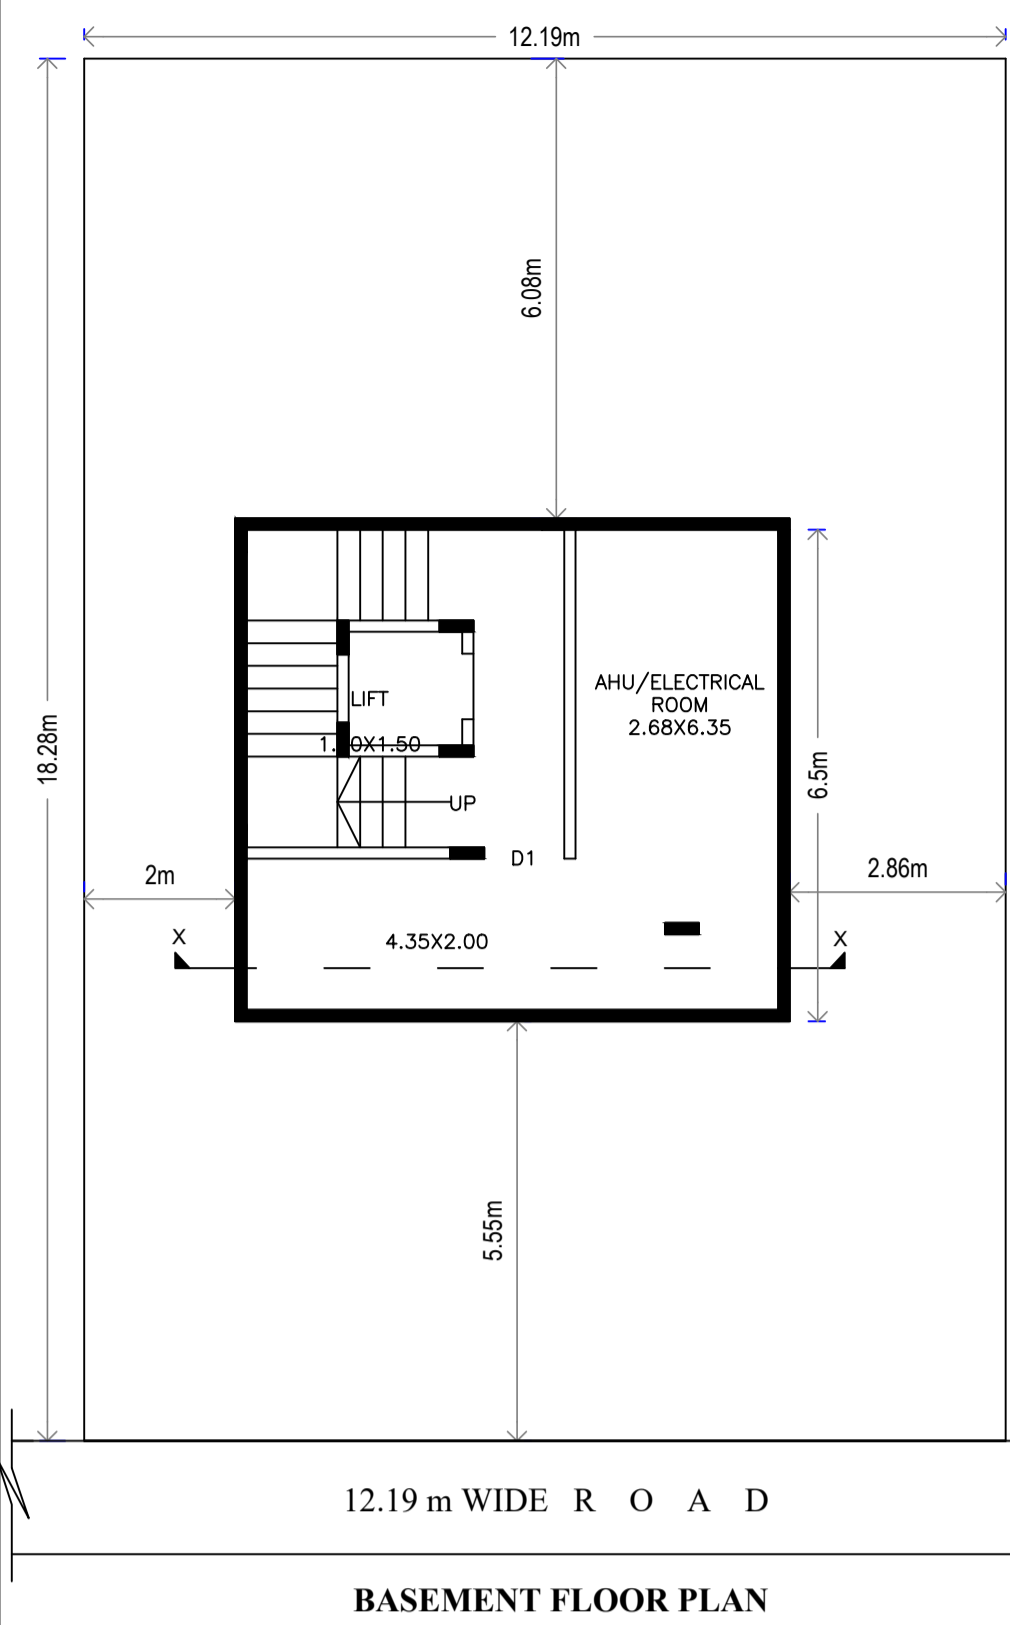 12.19m
6.08m
18.28m
AHU/ELECTRICAL
ROOM
2.68X6.35
LIFT
6.5m
UP
D1
2m
2.86m
X
X
4.35X2.00
5.55m
12.19 m WIDE R O A D
BASEMENT FLOOR PLAN